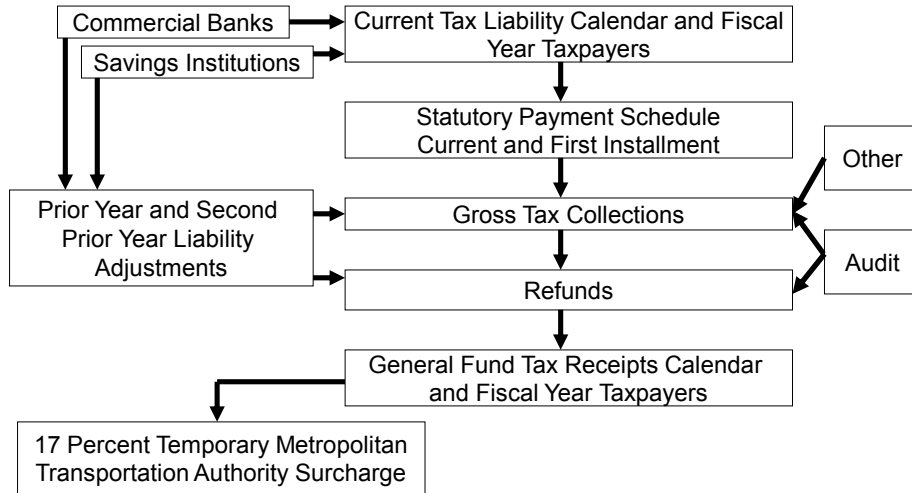 Commercial Banks
Current Tax Liability Calendar and Fiscal
Year Taxpayers
Savings Institutions
Statutory Payment Schedule
Current and First Installment
Other
Prior Year and Second
Prior Year Liability
Adjustments
Gross Tax Collections
Audit
Refunds
General Fund Tax Receipts Calendar
and Fiscal Year Taxpayers
17 Percent Temporary Metropolitan
Transportation Authority Surcharge